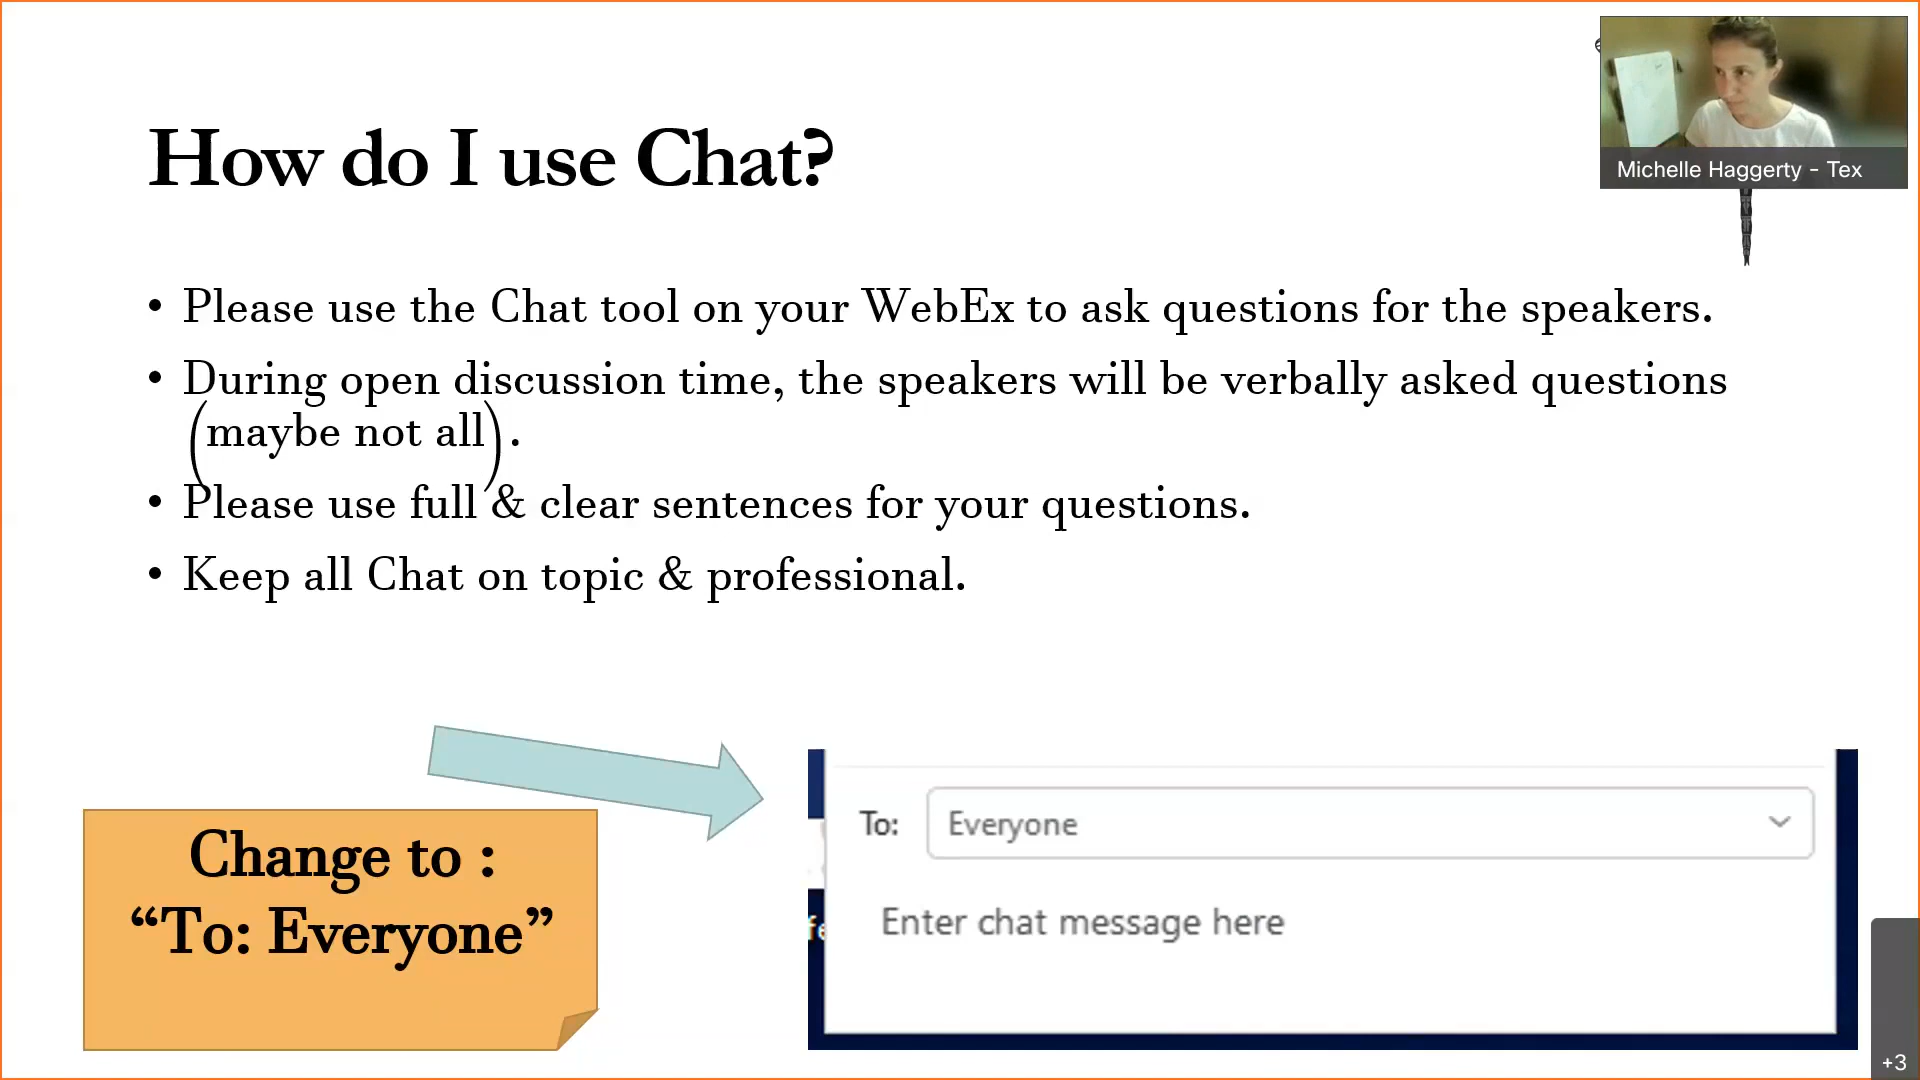 How do I use Chat?
Michelle Haggerty - Tex
• Please use the Chat tool on your WebEx to ask questions for the speakers.
• During open discussion time, the speakers will be verbally asked questions
(maybe not all).
• Please use full & clear sentences for your questions.
• Keep all Chat on topic & professional.
Change to :
“To: Everyone”
To: Everyone
Enter chat message here
+3